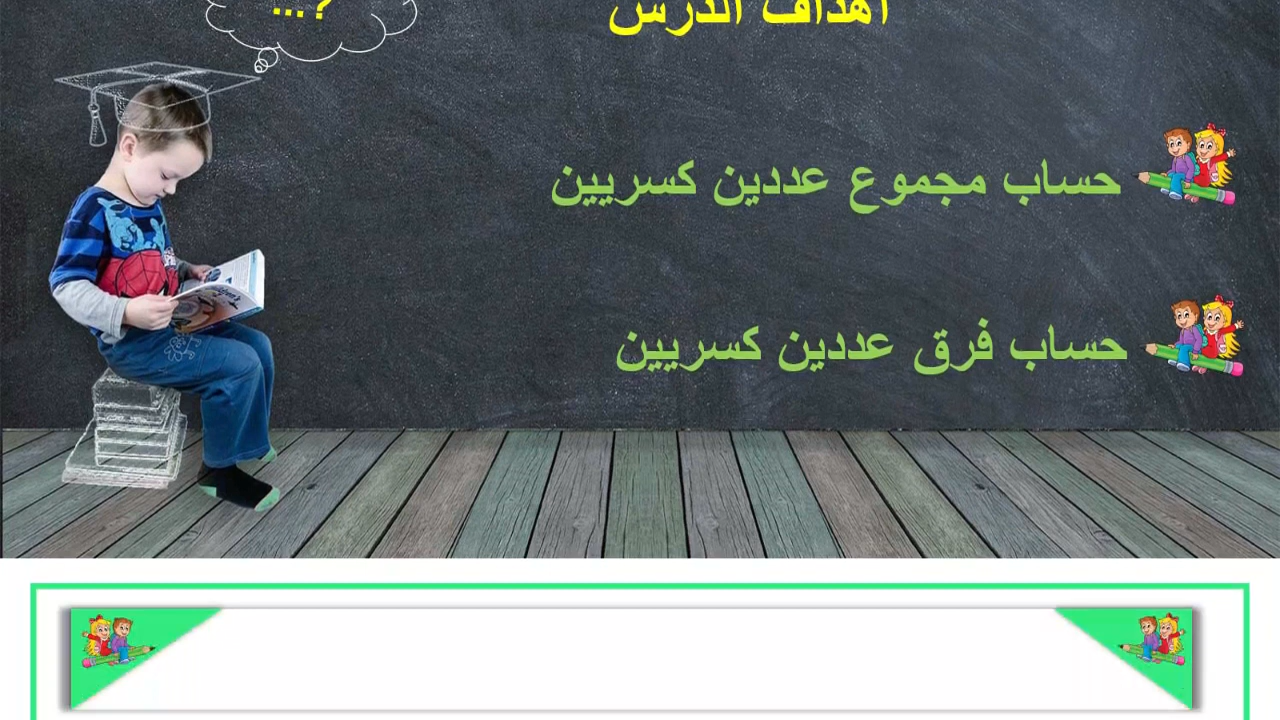 أهداف الدرس
...?
حساب مجموع عددين كسريين
حساب فرق عددين كسريين